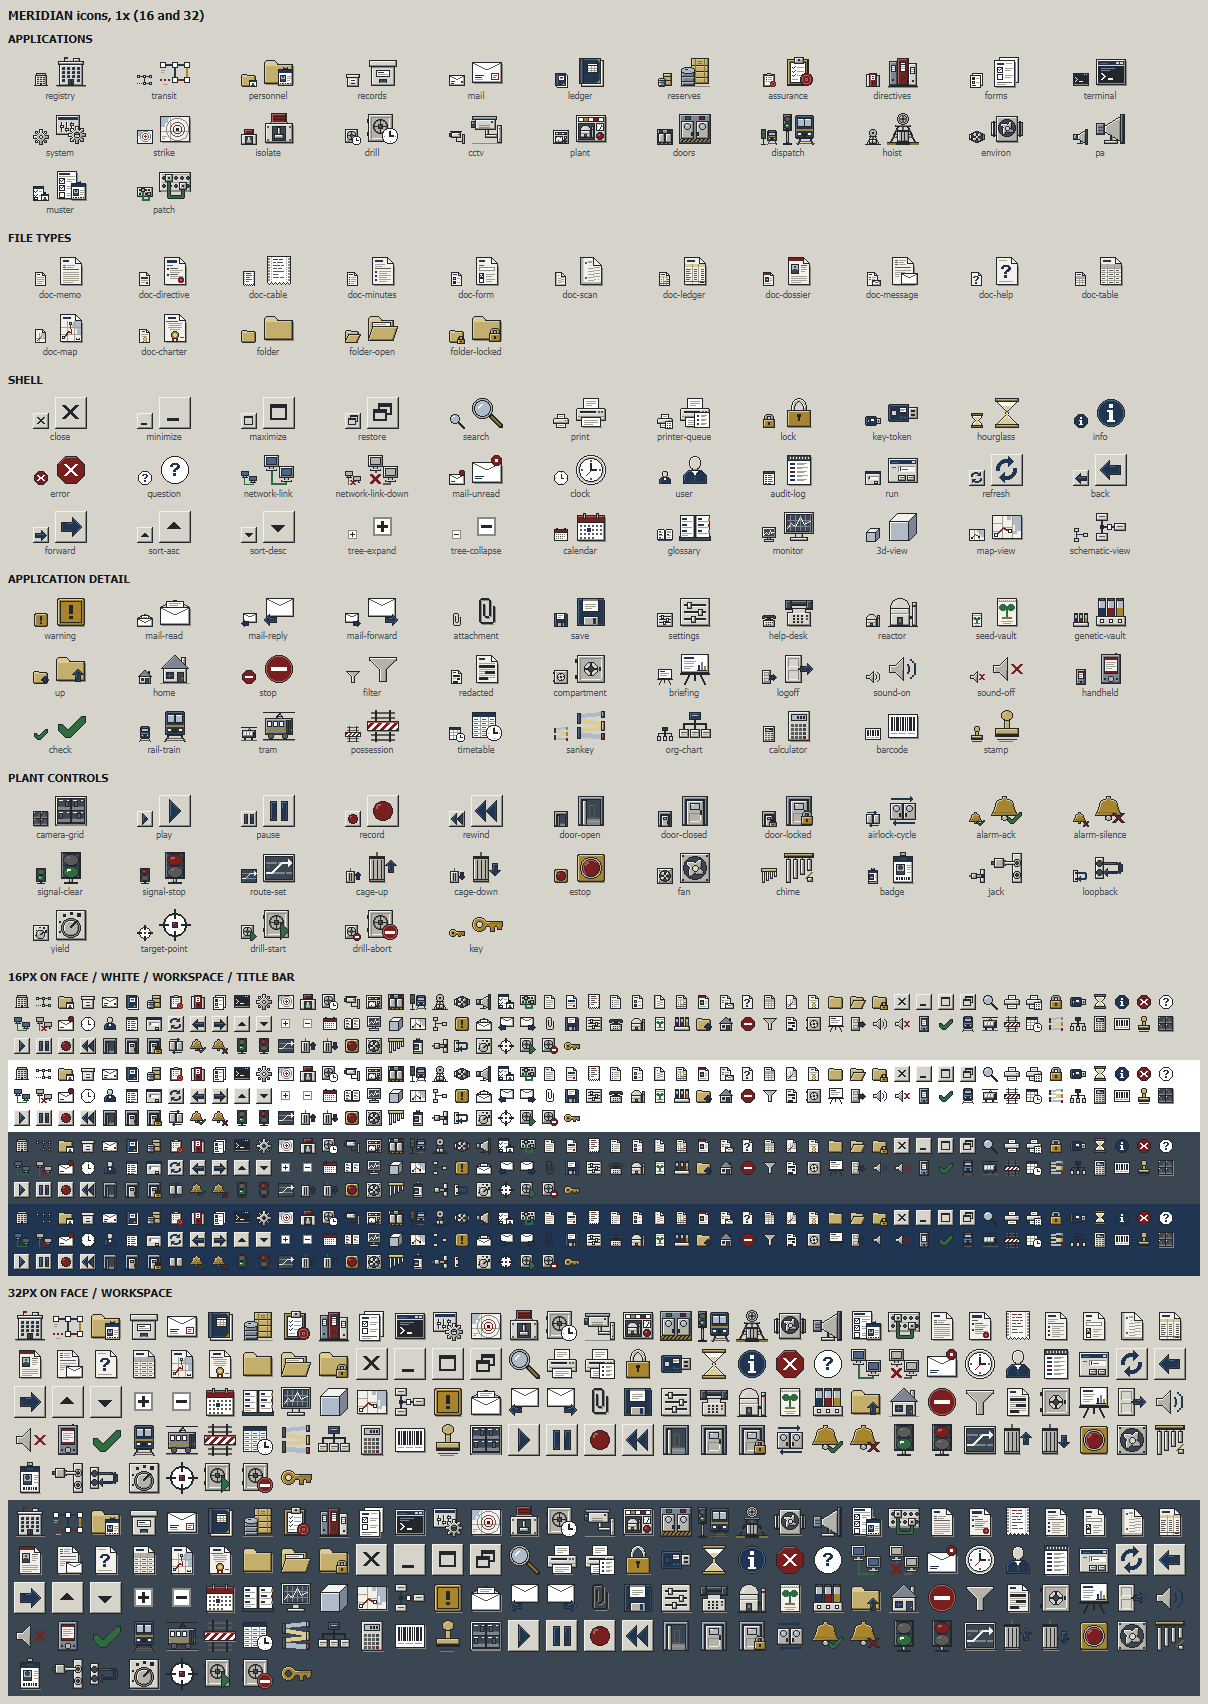 MERIDIAN icons, 1x (16 and 32)
APPLICATIONS
registry transit personnel records mail ledger reserves assurance directives forms terminal
system strike isolate drill cctv plant doors dispatch hoist environ pa
muster patch
FILE TYPES
doc-memo doc-directive doc-cable doc-minutes doc-form doc-scan doc-ledger doc-dossier doc-message doc-help doc-table
doc-map doc-charter folder folder-open folder-locked
SHELL
close minimize maximize restore search print printer-queue lock key-token hourglass info
error question network-link network-link-down mail-unread clock user audit-log run refresh back
forward sort-asc sort-desc tree-expand tree-collapse calendar glossary monitor 3d-view map-view schematic-view
APPLICATION DETAIL
warning mail-read mail-reply mail-forward attachment save settings help-desk reactor seed-vault genetic-vault
up home stop filter redacted compartment briefing logoff sound-on sound-off handheld
check rail-train tram possession timetable sankey org-chart calculator barcode stamp
PLANT CONTROLS
camera-grid play pause record rewind door-open door-closed door-locked airlock-cycle alarm-ack alarm-silence
signal-clear signal-stop route-set cage-up cage-down estop fan chime badge jack loopback
yield target-point drill-start drill-abort key
16PX ON FACE / WHITE / WORKSPACE / TITLE BAR
32PX ON FACE / WORKSPACE